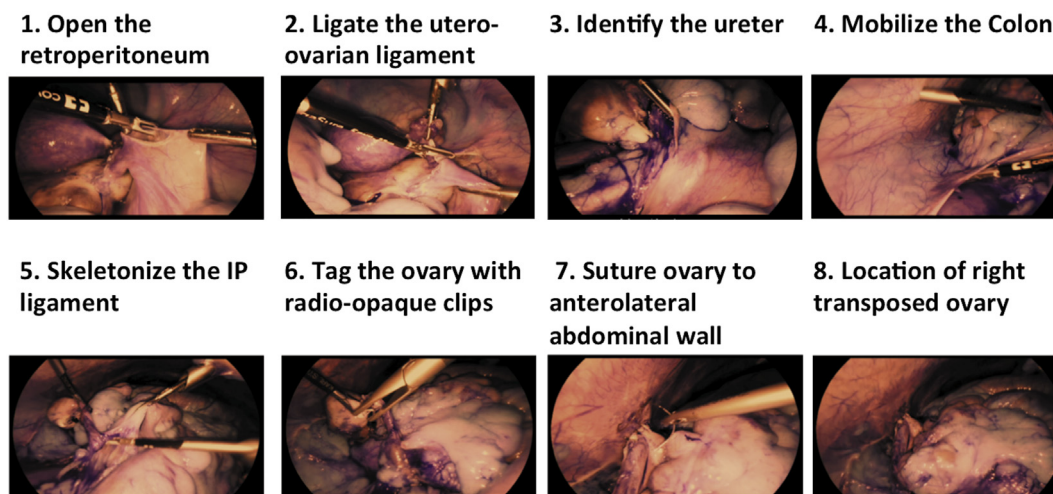 1. Open the
retroperitoneum
2. Ligate the utero-
ovarian ligament
3. Identify the ureter
4. Mobilize the Colon
5. Skeletonize the IP
ligament
6. Tag the ovary with
radio-opaque clips
7. Suture ovary to
anterolateral
abdominal wall
8. Location of right
transposed ovary